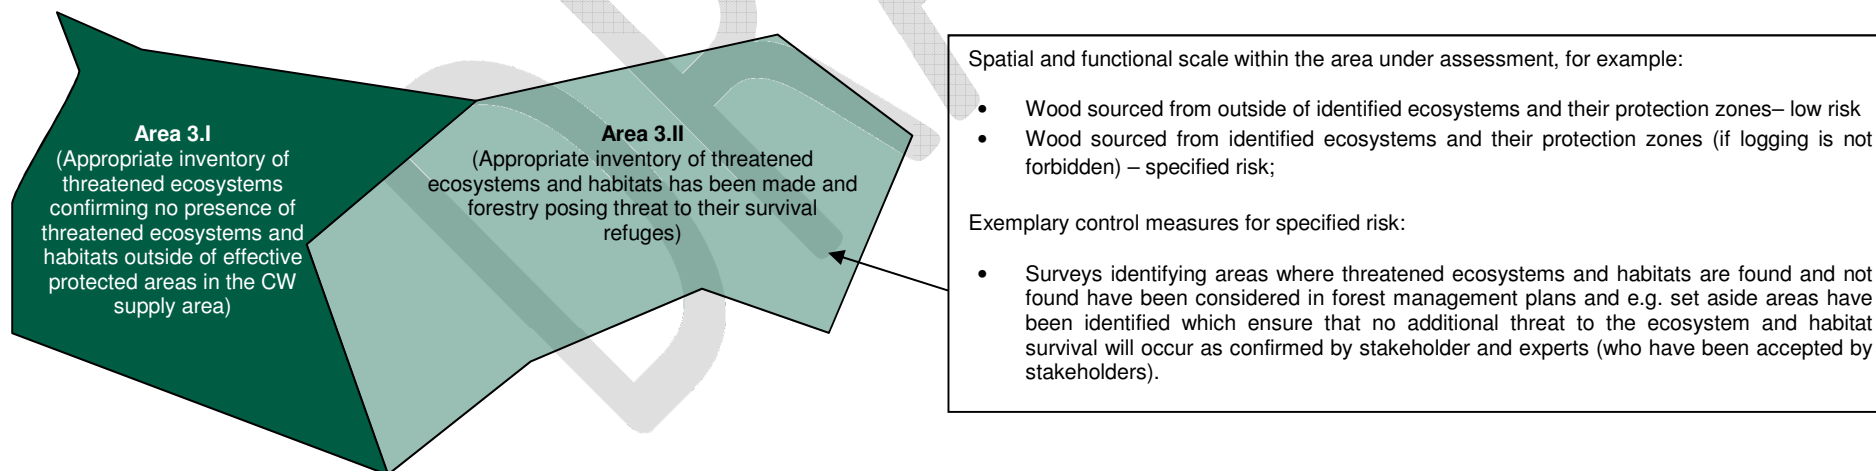 Area 3.I
(Appropriate inventory of
threatened ecosystems
confirming no presence of
threatened ecosystems and
habitats outside of effective
protected areas in the CW
supply area)
Area 3.II
(Appropriate inventory of threatened
ecosystems and habitats has been made and
forestry posing threat to their survival
refuges)
Spatial and functional scale within the area under assessment, for example:
• Wood sourced from outside of identified ecosystems and their protection zones– low risk
• Wood sourced from identified ecosystems and their protection zones (if logging is not
forbidden) – specified risk;
Exemplary control measures for specified risk:
• Surveys identifying areas where threatened ecosystems and habitats are found and not
found have been considered in forest management plans and e.g. set aside areas have
been identified which ensure that no additional threat to the ecosystem and habitat
survival will occur as confirmed by stakeholder and experts (who have been accepted by
stakeholders).